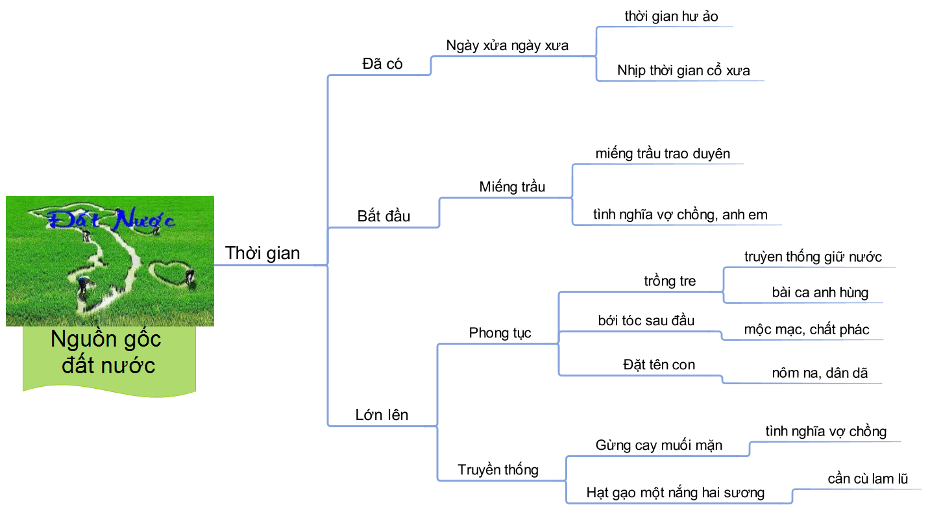 Đất Nước
Nguồn gốc
đất nước
Thời gian
Đã có
Ngày xửa ngày xưa
thời gian hư ảo
Nhịp thời gian cổ xưa
Bắt đầu
Miếng trầu
miếng trầu trao duyên
tình nghĩa vợ chồng, anh em
Lớn lên
Phong tục
trồng tre
truyèn thống giữ nước
bài ca anh hùng
bới tóc sau đầu
mộc mạc, chất phác
Đặt tên con
nôm na, dân dã
Truyền thống
Gừng cay muối mặn
tình nghĩa vợ chồng
Hạt gạo một nắng hai sương
cần cù lam lũ